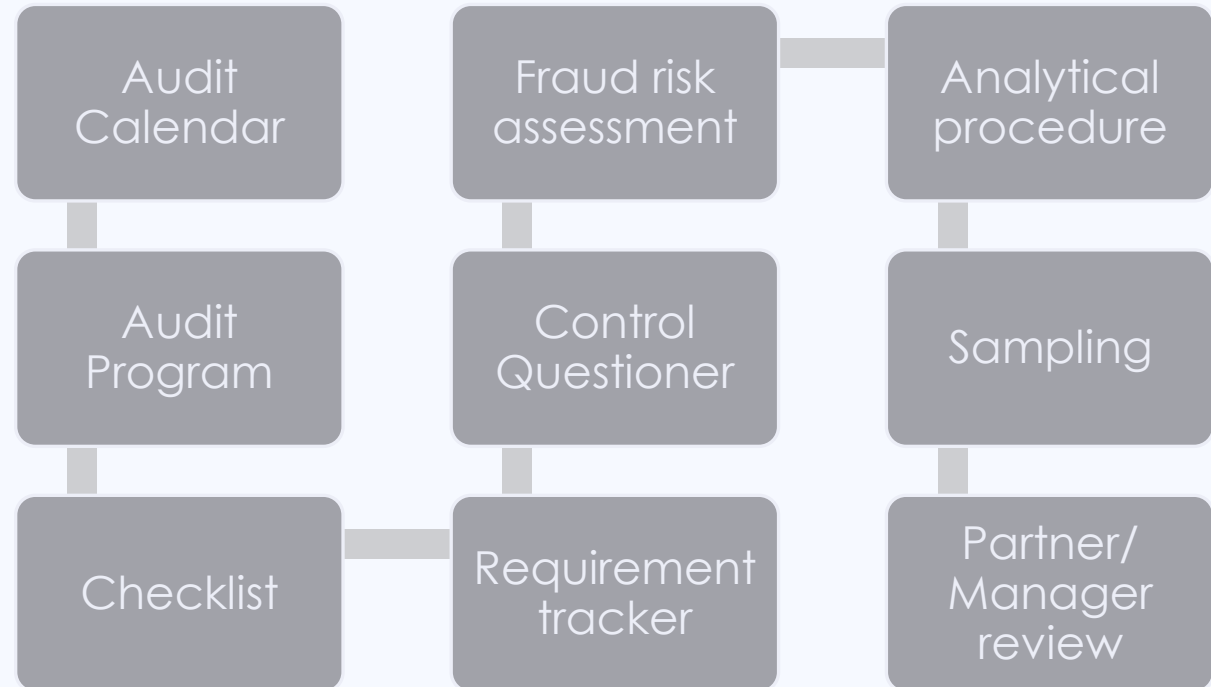 Audit
Calendar
Audit
Program
Checklist
Requirement
tracker
Control
Questioner
Fraud risk
assessment
Analytical
procedure
Sampling
Partner/
Manager
review